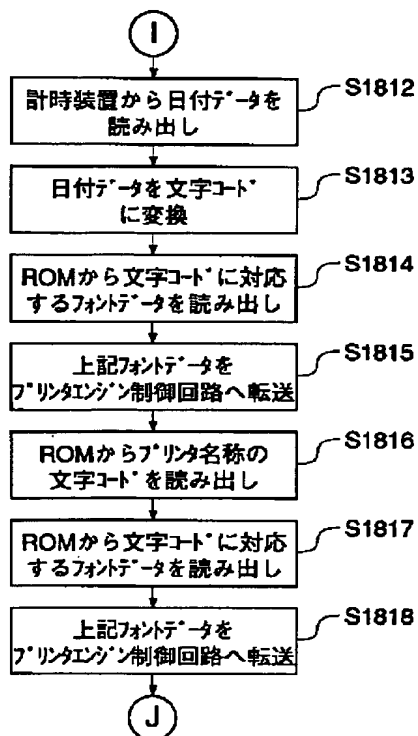 I
計時装置から日付データを
読み出し
S1812
日付データを文字コード
に変換
S1813
ROMから文字コードに対応
するフォントデータを読み出し
S1814
上記フォントデータを
プリンタエンジン制御回路へ転送
S1815
ROMからプリンタ名称の
文字コードを読み出し
S1816
ROMから文字コードに対応
するフォントデータを読み出し
S1817
上記フォントデータを
プリンタエンジン制御回路へ転送
S1818
J